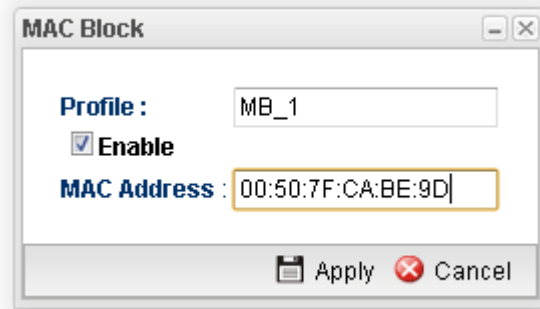 MAC Block
Profile : MB_1
Enable
MAC Address : 00:50:7F:CA:BE:9D
Apply Cancel